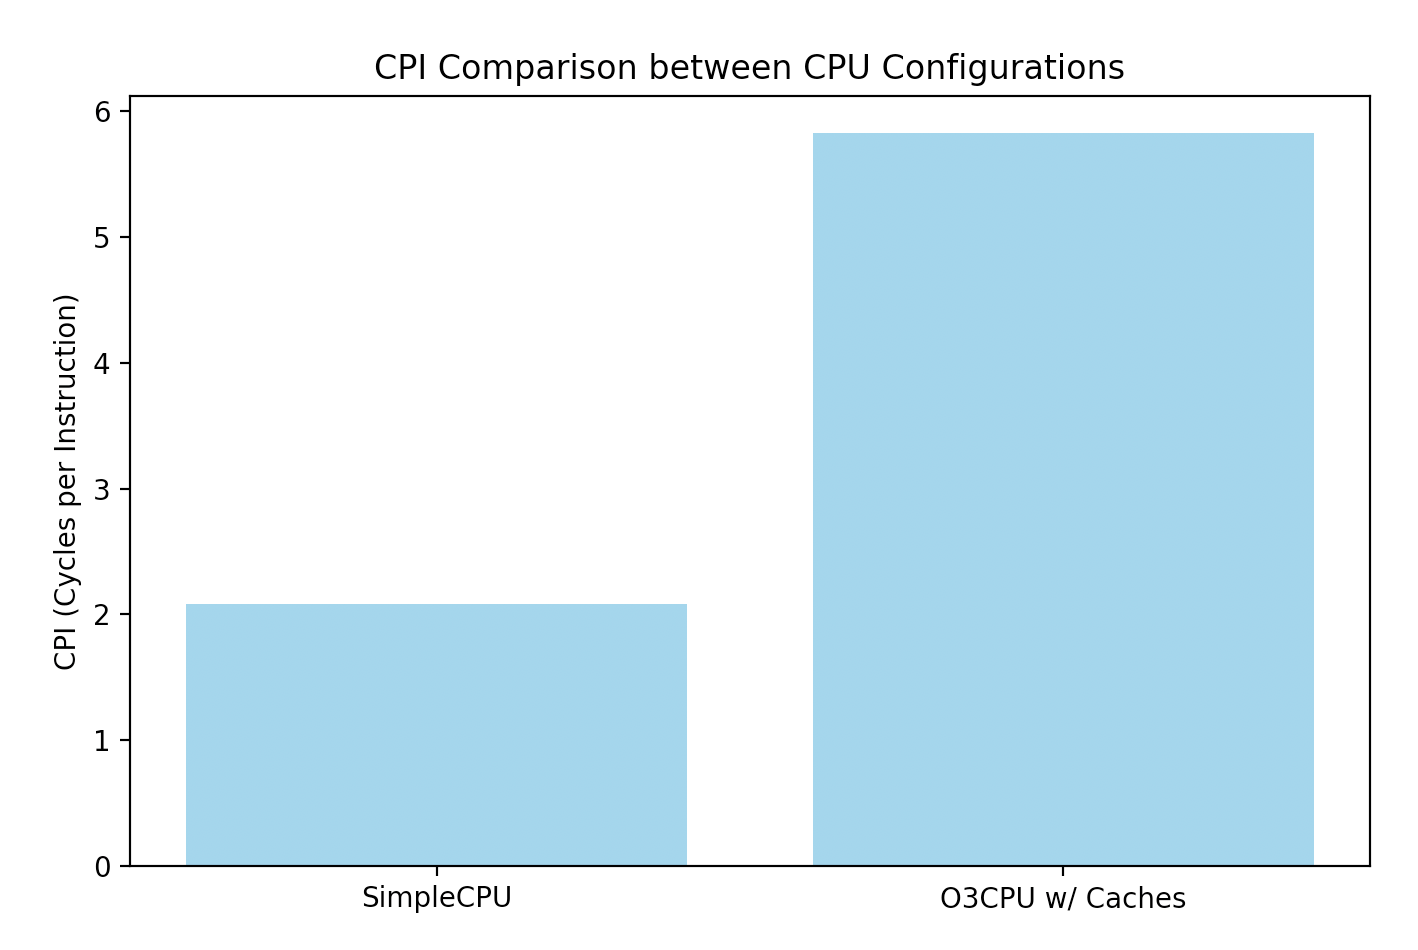 CPI Comparison between CPU Configurations
6
5
4
3
2
1
0
CPI (Cycles per Instruction)
SimpleCPU
O3CPU w/ Caches